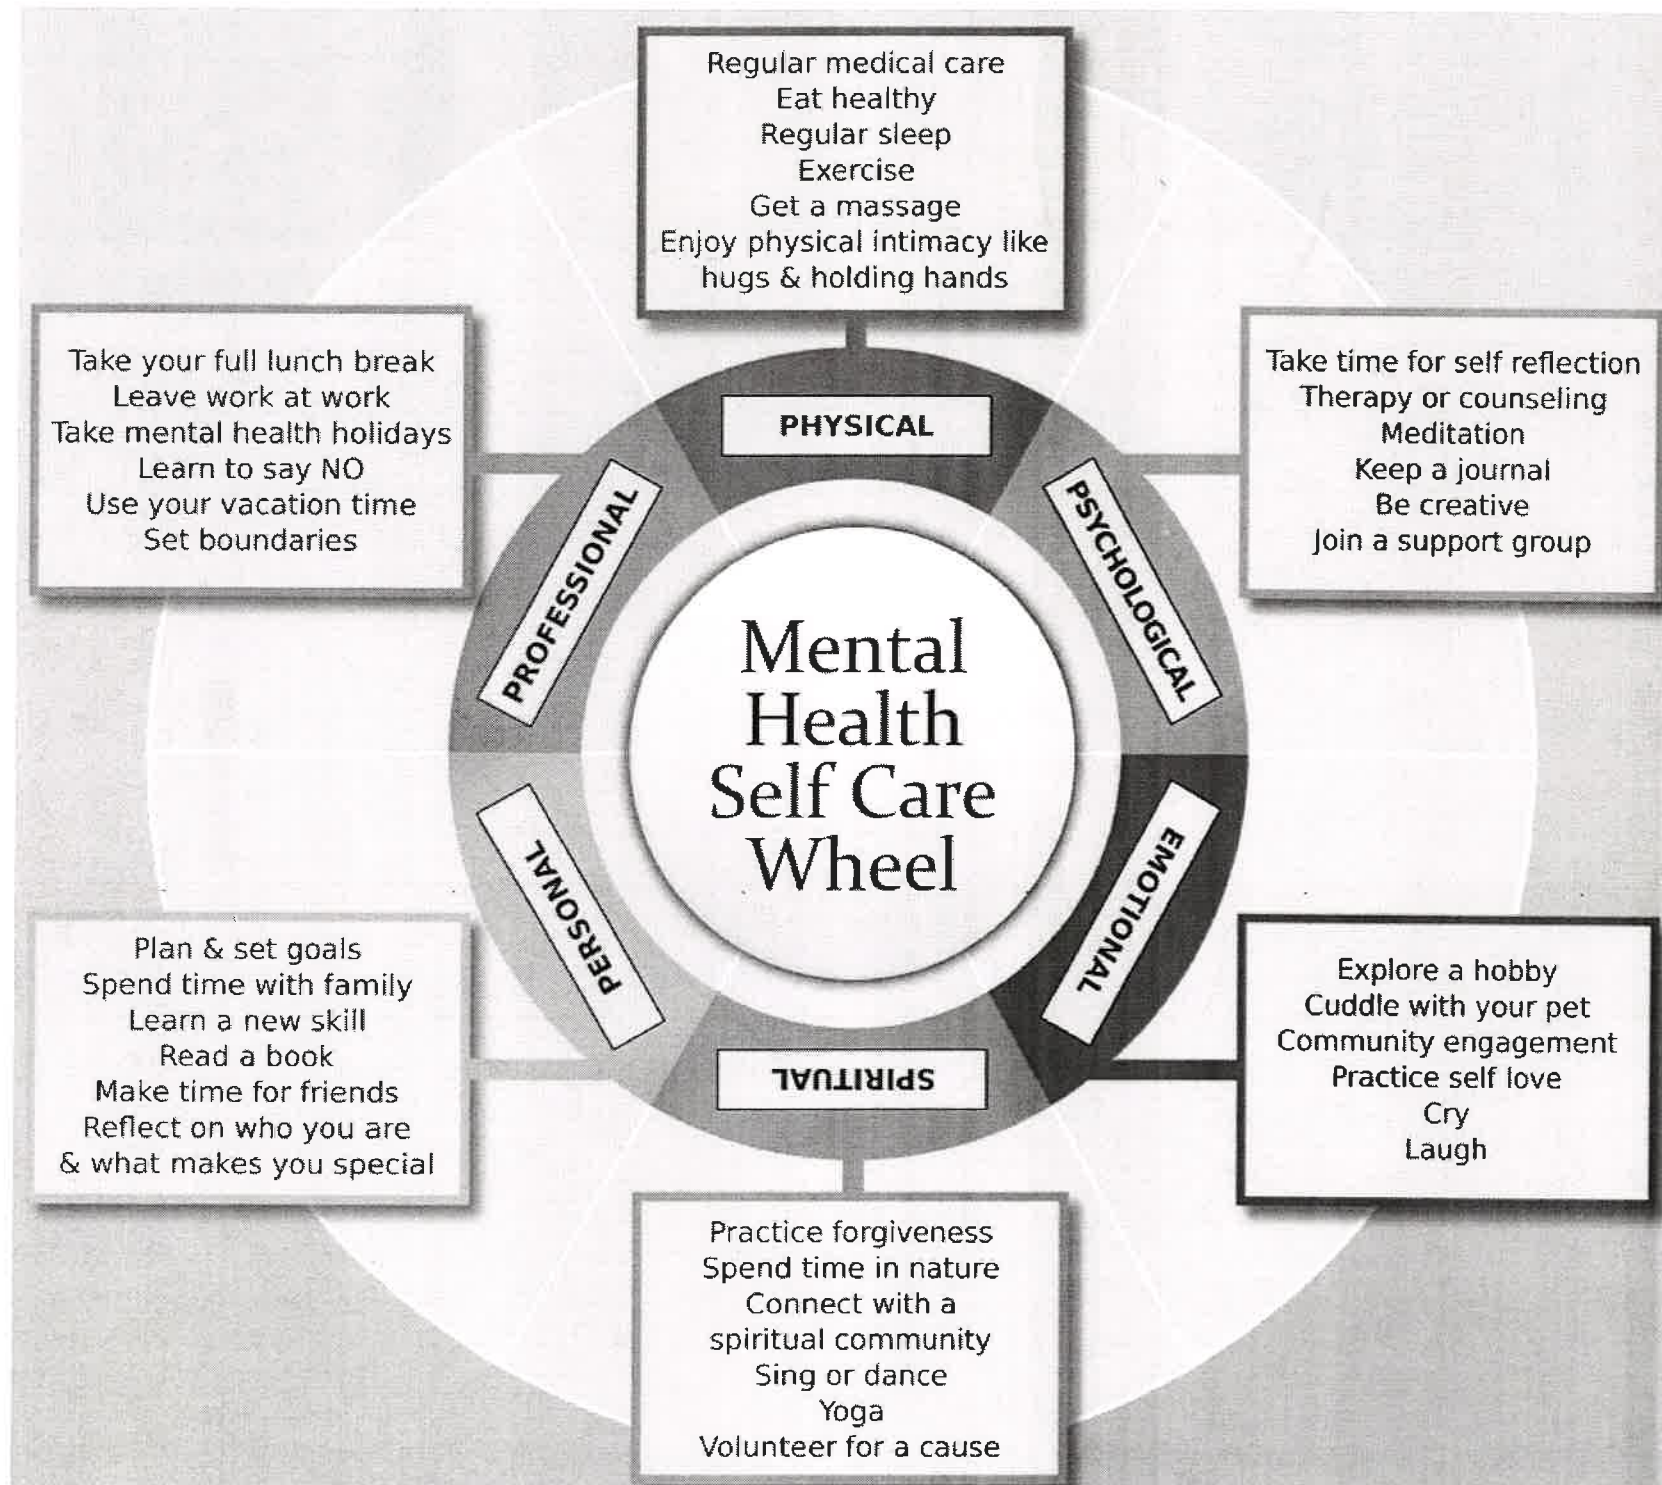 Regular medical care
Eat healthy
Regular sleep
Exercise
Get a massage
Enjoy physical intimacy like
hugs & holding hands
PHYSICAL
Take time for self reflection
Therapy or counseling
Meditation
Keep a journal
Be creative
Join a support group
PSYCHOLOGICAL
Explore a hobby
Cuddle with your pet
Community engagement
Practice self love
Cry
Laugh
EMOTIONAL
Practice forgiveness
Spend time in nature
Connect with a
spiritual community
Sing or dance
Yoga
Volunteer for a cause
SPIRITUAL
Plan & set goals
Spend time with family
Learn a new skill
Read a book
Make time for friends
Reflect on who you are
& what makes you special
PERSONAL
Take your full lunch break
Leave work at work
Take mental health holidays
Learn to say NO
Use your vacation time
Set boundaries
PROFESSIONAL
Mental
Health
Self Care
Wheel